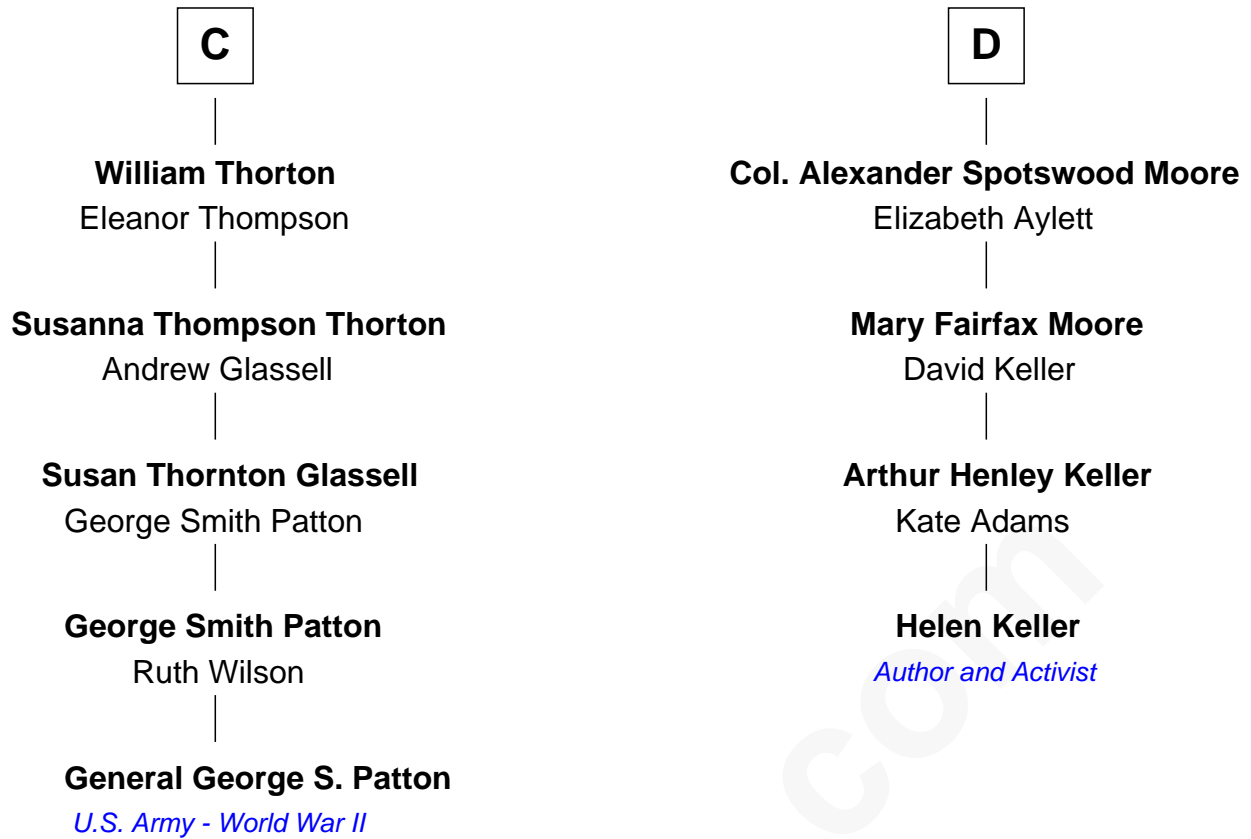 C
William Thorton
Eleanor Thompson
Susanna Thompson Thorton
Andrew Glassell
Susan Thornton Glassell
George Smith Patton
George Smith Patton
Ruth Wilson
General George S. Patton
U.S. Army - World War II
D
Col. Alexander Spotswood Moore
Elizabeth Aylett
Mary Fairfax Moore
David Keller
Arthur Henley Keller
Kate Adams
Helen Keller
Author and Activist
com